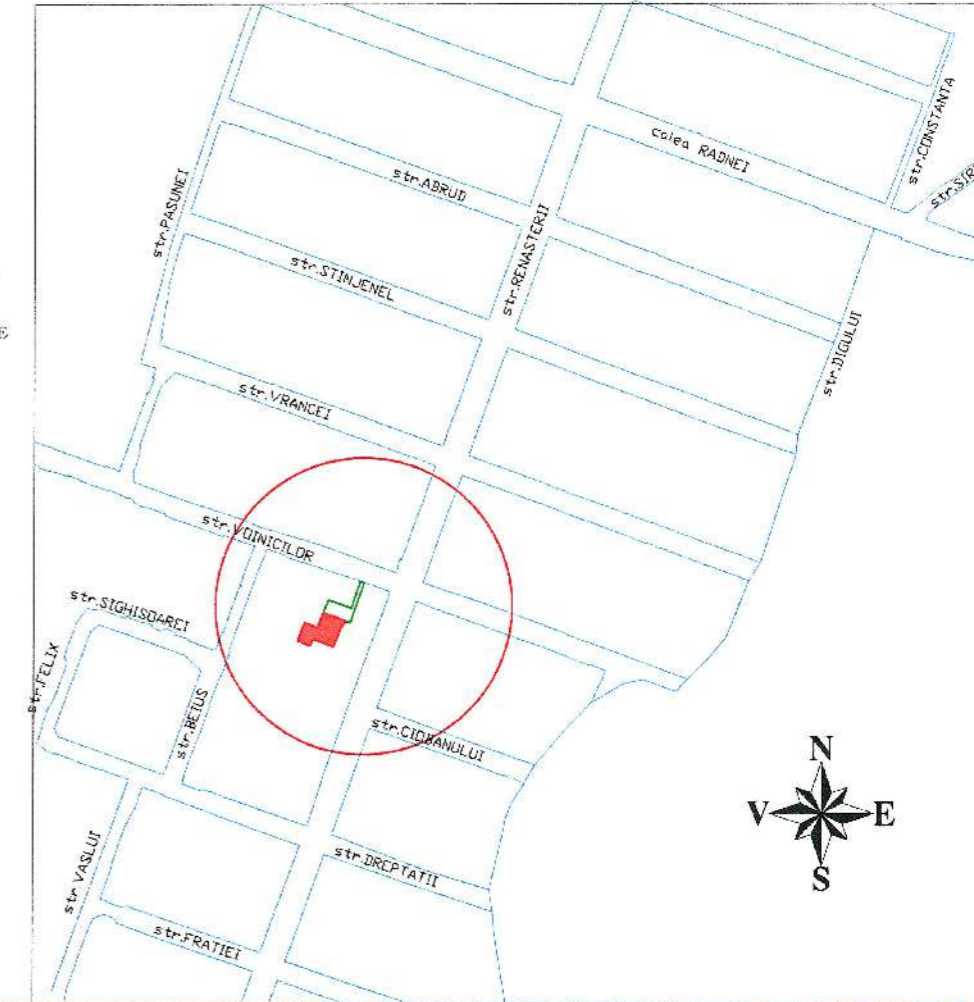 str.CONSTANTA
calea RADNEI
str.ABRUD
str.PASUNEI
str.RENASTERII
str.STINJENEL
E
str.DIGULUI
str.VRANCEI
str.VOINICILOR
str.SIGHISOAREI
str.FELIX
str.BEIUS
str.CIOBANULUI
N
V
E
S
str.VASLUI
str.DREPTATII
str.FRATIEI